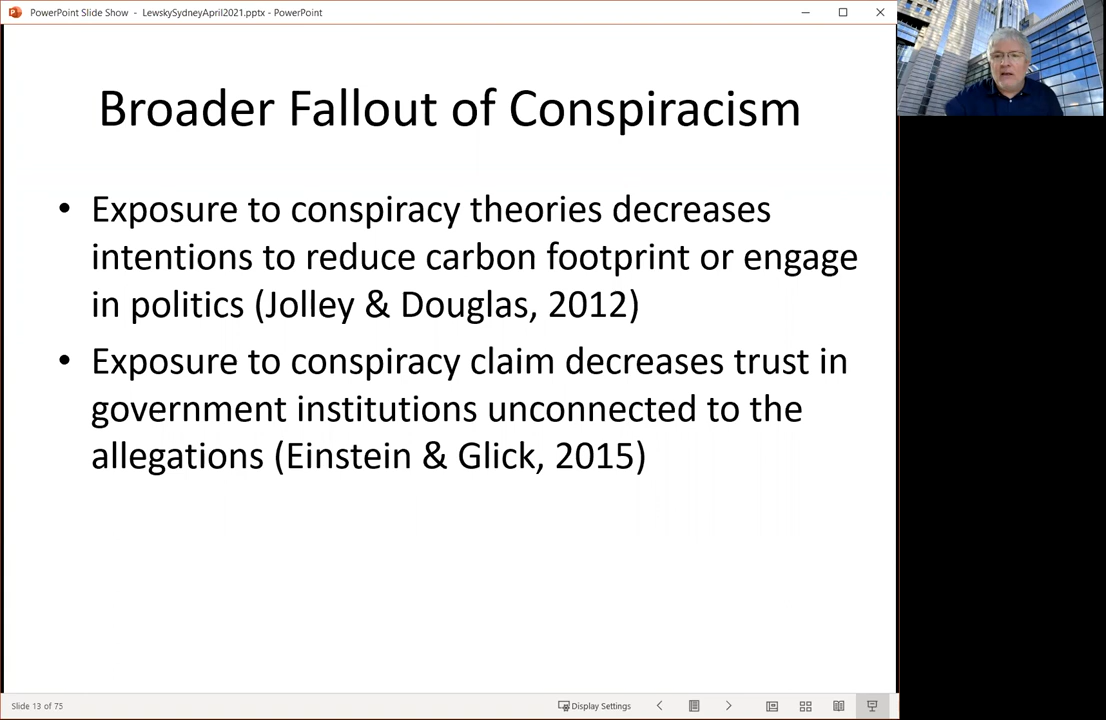 PowerPoint Slide Show - LewskySydneyApril2021.pptx - PowerPoint
Broader Fallout of Conspiracism
• Exposure to conspiracy theories decreases
intentions to reduce carbon footprint or engage
in politics (Jolley & Douglas, 2012)
• Exposure to conspiracy claim decreases trust in
government institutions unconnected to the
allegations (Einstein & Glick, 2015)
Slide 13 of 75
Display Settings